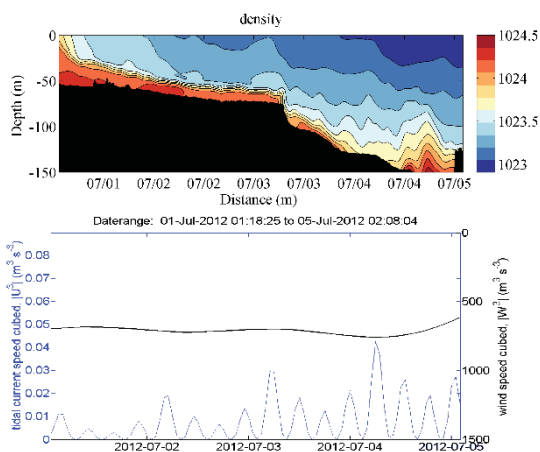 density
0
-50
-100
-150
Depth (m)
07/01 07/02 07/02 07/03 07/03 07/04 07/04 07/05
Distance (m)
1024.5
1024
1023.5
1023
Daterange: 01-Jul-2012 01:18:25 to 05-Jul-2012 02:08:04
tidal current speed cubed, |U³| (m³ s⁻³)
0.08
0.07
0.06
0.05
0.04
0.03
0.02
0.01
0
0
500
1000
1500
wind speed cubed, |W³| (m³ s⁻³)
2012-07-02 2012-07-03 2012-07-04 2012-07-05